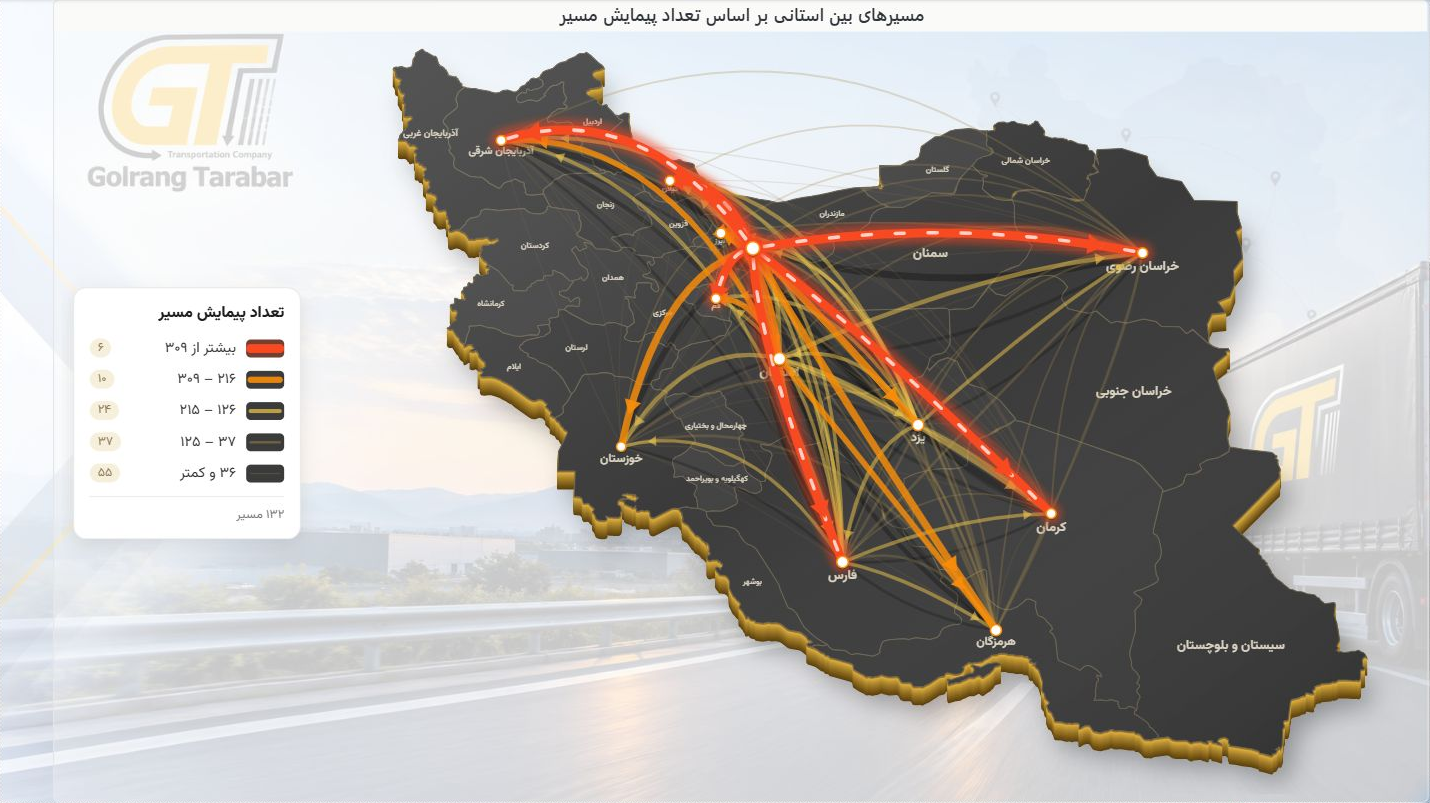 مسیرهای بین استانی بر اساس تعداد پیمایش مسیر
GT
Transportation Company
Golrang Tarabar
آذربایجان غربی
آذربایجان شرقی
اردبیل
گیلان
زنجان
قزوین
البرز
مازندران
گلستان
خراسان شمالی
سمنان
خراسان رضوی
کردستان
همدان
کرمانشاه
قم
لرستان
ایلام
خراسان جنوبی
چهارمحال و بختیاری
یزد
خوزستان
کهگیلویه و بویراحمد
کرمان
فارس
بوشهر
هرمزگان
سیستان و بلوچستان
تعداد پیمایش مسیر
بیشتر از ۳۰۹ ۶
۲۱۶ – ۳۰۹ ۱۰
۱۲۶ – ۲۱۵ ۲۴
۳۷ – ۱۲۵ ۳۷
۳۶ و کمتر ۵۵
۱۳۲ مسیر
GT